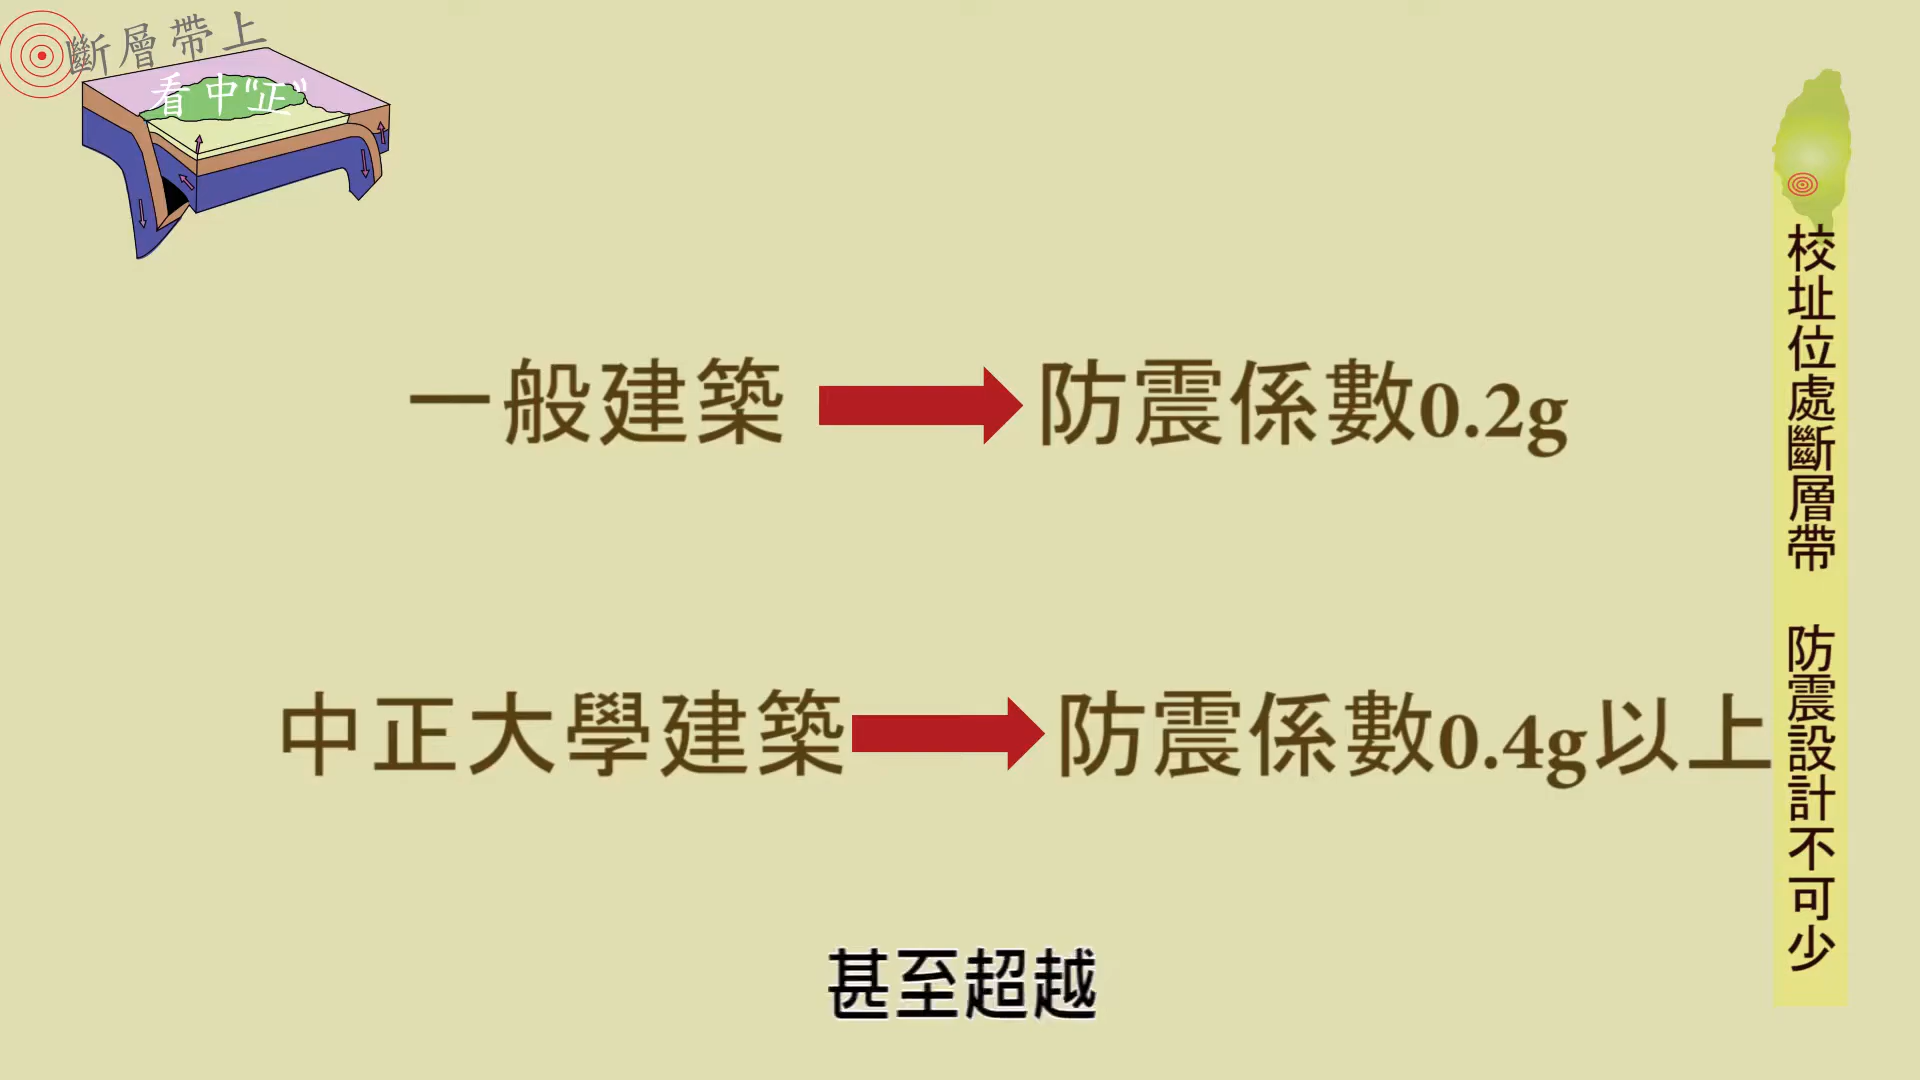 斷層帶上
看中"正"
一般建築 防震係數0.2g
中正大學建築 防震係數0.4g以上
甚至超越
校址位處斷層帶 防震設計不可少